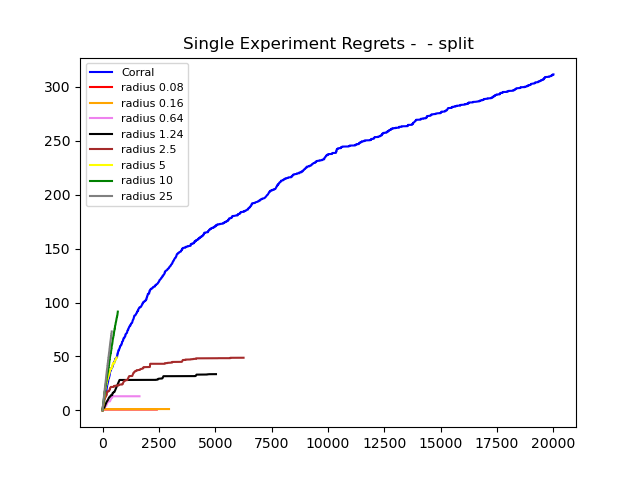 Single Experiment Regrets -  - split
Corral
radius 0.08
radius 0.16
radius 0.64
radius 1.24
radius 2.5
radius 5
radius 10
radius 25
300
250
200
150
100
50
0
0 2500 5000 7500 10000 12500 15000 17500 20000